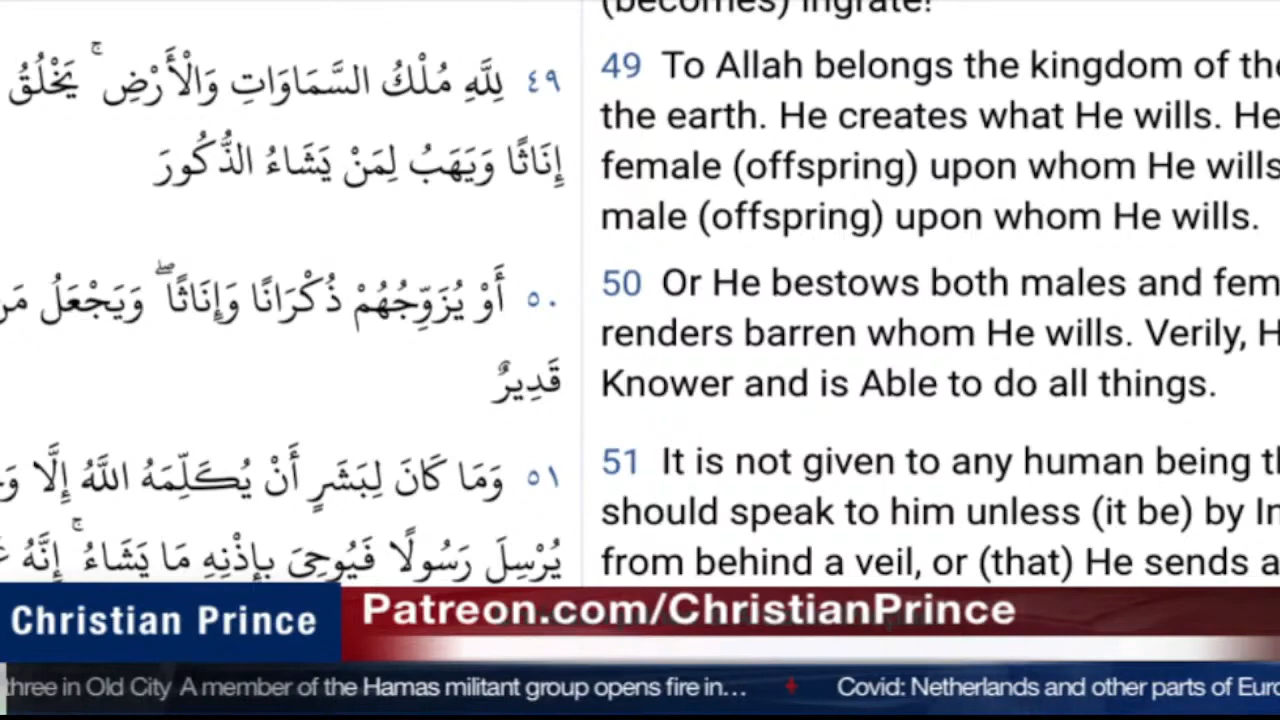 (becomes) ingrate!
٤٩ لِلَّهِ مُلْكُ السَّمَاوَاتِ وَالْأَرْضِ ۚ يَخْلُقُ
إِنَاثًا وَيَهَبُ لِمَنْ يَشَاءُ الذُّكُورَ
49 To Allah belongs the kingdom of the
the earth. He creates what He wills. He
female (offspring) upon whom He wills
male (offspring) upon whom He wills.
٥٠ أَوْ يُزَوِّجُهُمْ ذُكْرَانًا وَإِنَاثًا ۖ وَيَجْعَلُ مَن
قَدِيرٌ
50 Or He bestows both males and fem
renders barren whom He wills. Verily, H
Knower and is Able to do all things.
٥١ وَمَا كَانَ لِبَشَرٍ أَنْ يُكَلِّمَهُ اللَّهُ إِلَّا
يُرْسِلَ رَسُولًا فَيُوحِيَ بِإِذْنِهِ مَا يَشَاءُ ۚ إِنَّهُ
51 It is not given to any human being th
should speak to him unless (it be) by In
from behind a veil, or (that) He sends a
Christian Prince
Patreon.com/ChristianPrince
three in Old City A member of the Hamas militant group opens fire in... Covid: Netherlands and other parts of Euro